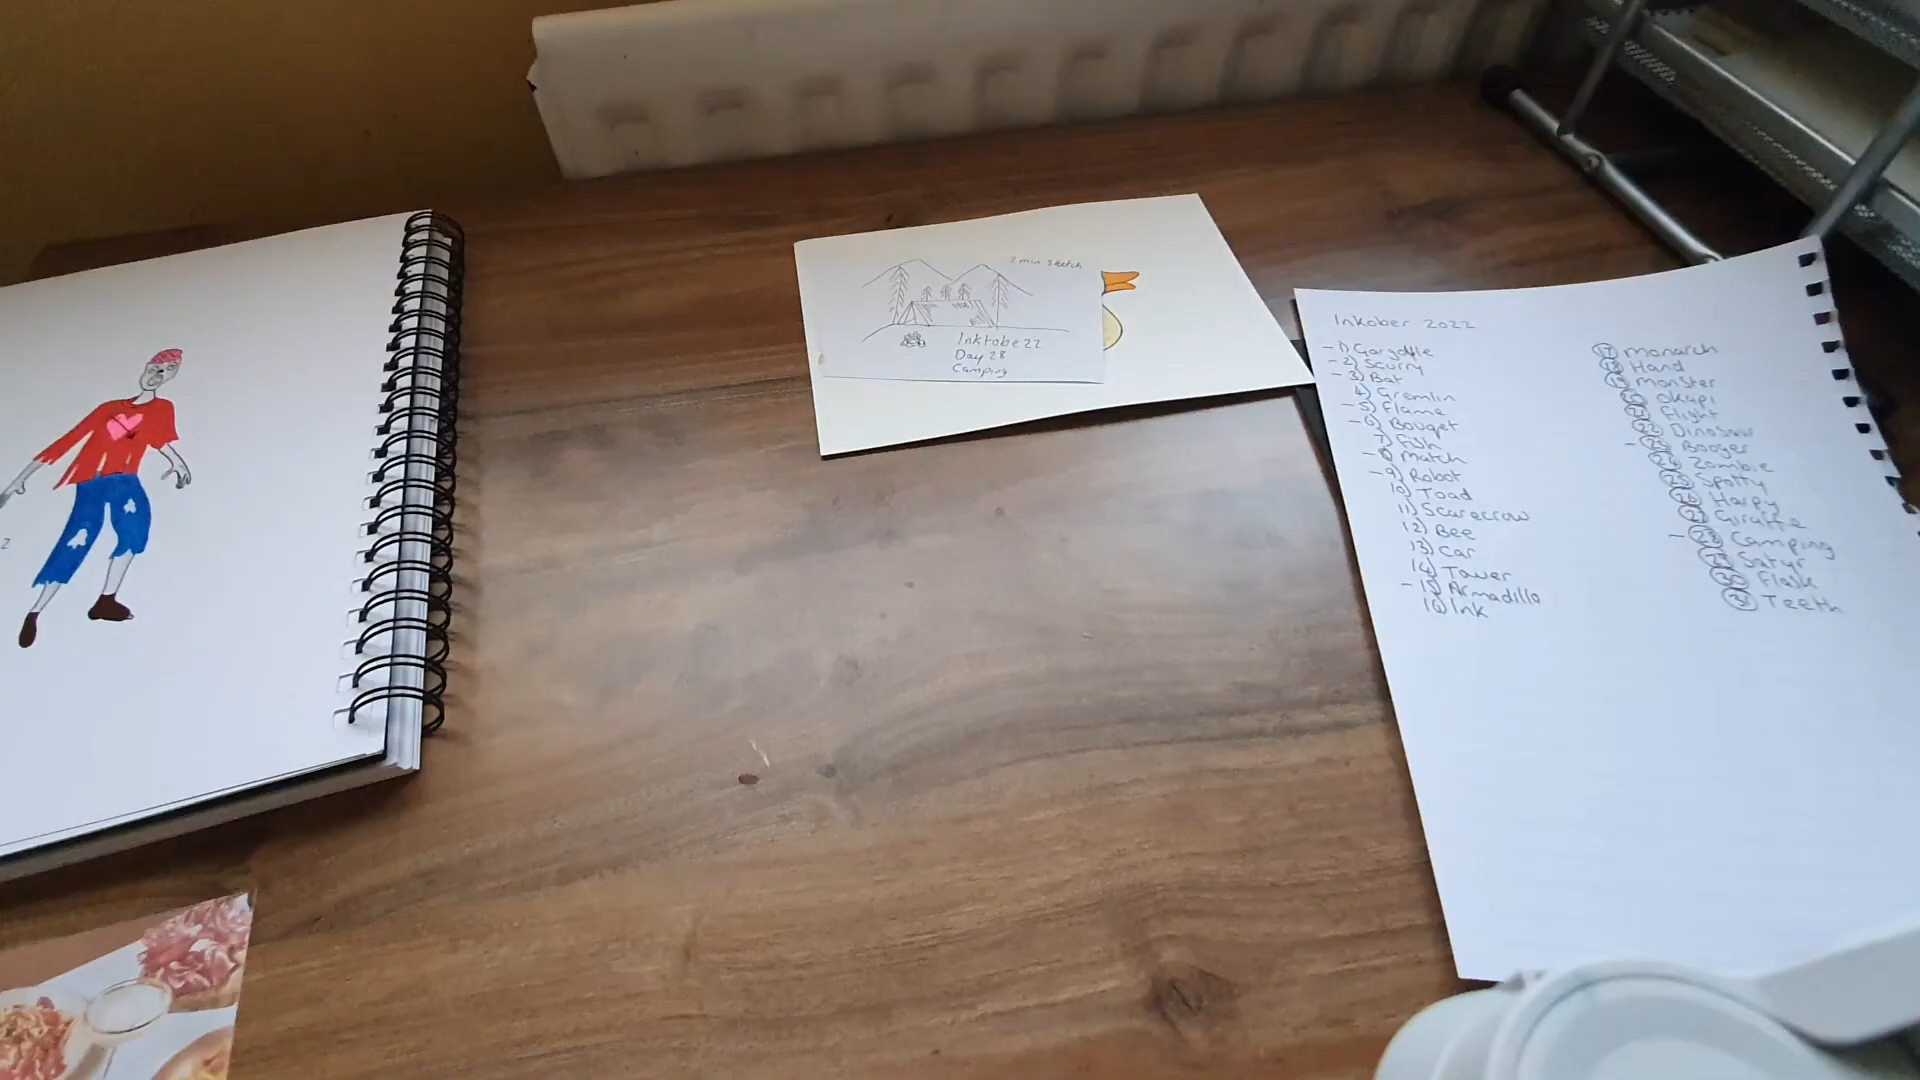 2
2 min sketch
Inktobe22
Day 28
Camping
Inkober 2022
- 1) Gargoyle
- 2) Scurry
- 3) Bat
4) Gremlin
- 5) Flame
- 6) Bouqet
7) Fish
- 8) Match
- 9) Robot
10) Toad
11) Scarecrow
12) Bee
13) Car
14) Tower
- 15) Armadillo
16) Ink
17 Monarch
18 Hand
19 Monster
20 Okapi
21 Flight
22 Dinosaur
- 23 Booger
24 Zombie
25 Spotty
26 Harpy
27 Giraffe
- 28 Camping
29 Satyr
30 Flask
31 Teeth